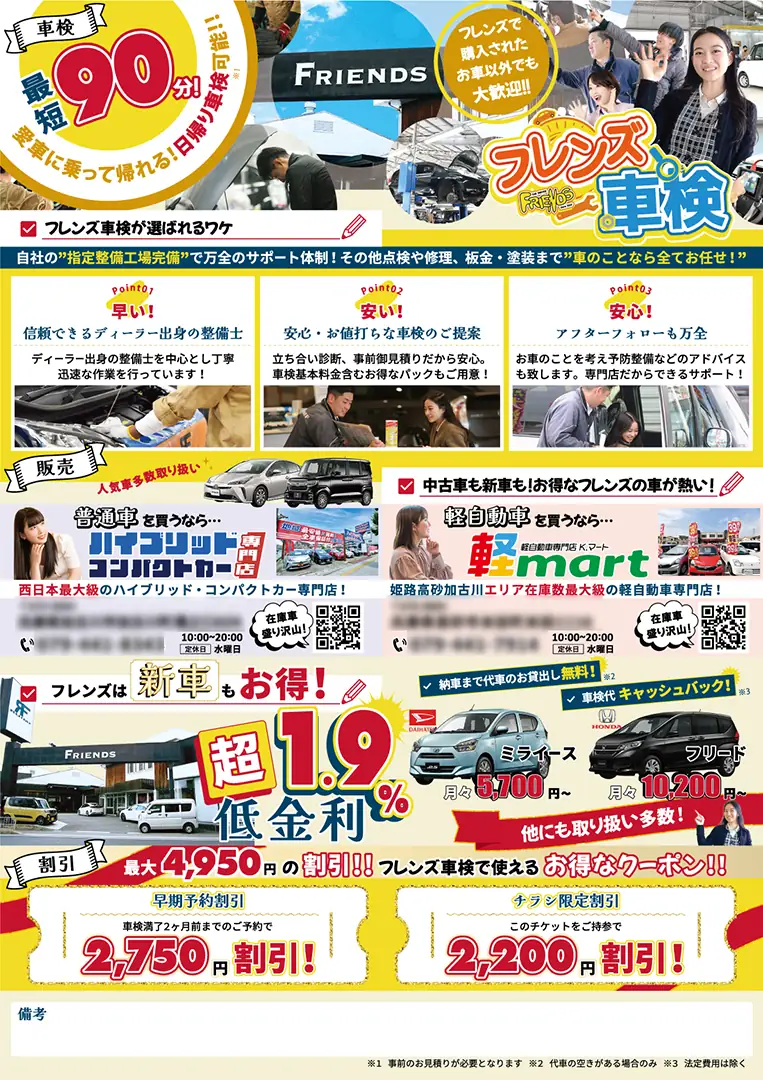 車検
最短90分!
愛車に乗って帰れる!日帰り車検可能!!※1
FRIENDS
フレンズで
購入された
お車以外でも
大歓迎!!
フレンズ
FRIENDS
車検
フレンズ車検が選ばれるワケ
自社の"指定整備工場完備"で万全のサポート体制!その他点検や修理、板金・塗装まで"車のことなら全てお任せ!"
Point01
早い!
信頼できるディーラー出身の整備士
ディーラー出身の整備士を中心とし丁寧
迅速な作業を行っています!
Point02
安い!
安心・お値打ちな車検のご提案
立ち合い診断、事前御見積りだから安心。
車検基本料金含むお得なパックもご用意!
Point03
安心!
アフターフォローも万全
お車のことを考え予防整備などのアドバイス
も致します。専門店だからできるサポート!
販売
人気車多数取り扱い
中古車も新車も!お得なフレンズの車が熱い!
普通車を買うなら…
ハイブリッド
コンパクトカー
専門店
西日本最大級のハイブリッド・コンパクトカー専門店!
在庫車
盛り沢山!
10:00~20:00
定休日 水曜日
軽自動車を買うなら…
軽自動車専門店 K.マート
軽mart
姫路高砂加古川エリア在庫数最大級の軽自動車専門店!
在庫車
盛り沢山!
10:00~20:00
定休日 水曜日
フレンズは新車もお得!
FRIENDS
超
低金利
1.9%
納車まで代車のお貸出し無料!※2
車検代キャッシュバック!※3
DAIHATSU
ミライース
月々5,700円~
HONDA
フリード
月々10,200円~
他にも取り扱い多数!
割引
最大4,950円の割引!!フレンズ車検で使えるお得なクーポン!!
早期予約割引
車検満了2ヶ月前までのご予約で
2,750円割引!
チラシ限定割引
このチケットをご持参で
2,200円割引!
備考
※1 事前のお見積りが必要となります ※2 代車の空きがある場合のみ ※3 法定費用は除く